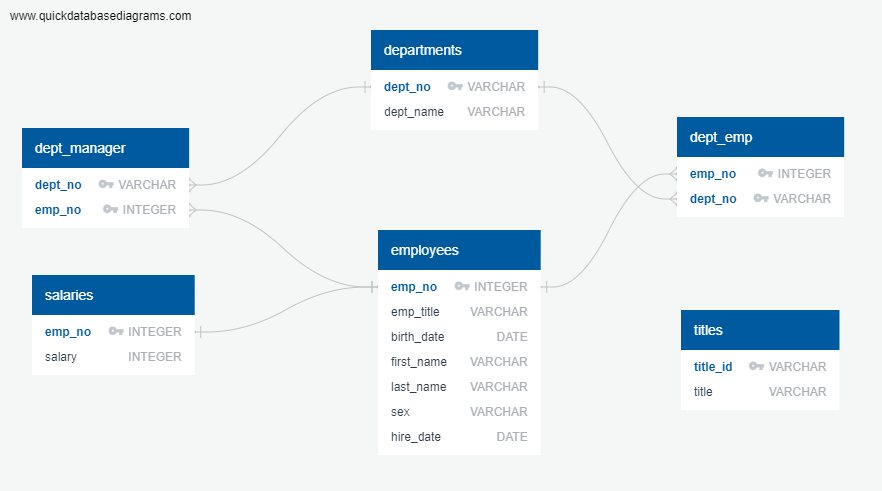 www.quickdatabasediagrams.com
departments
dept_no VARCHAR
dept_name VARCHAR
dept_manager
dept_no VARCHAR
emp_no INTEGER
dept_emp
emp_no INTEGER
dept_no VARCHAR
employees
emp_no INTEGER
emp_title VARCHAR
birth_date DATE
first_name VARCHAR
last_name VARCHAR
sex VARCHAR
hire_date DATE
salaries
emp_no INTEGER
salary INTEGER
titles
title_id VARCHAR
title VARCHAR